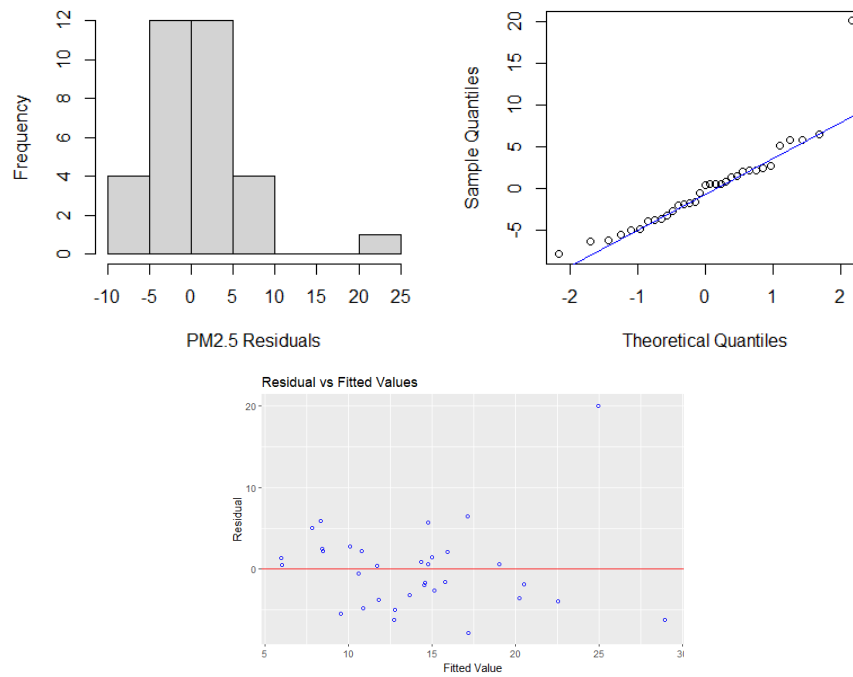 12
10
8
6
4
2
0
Frequency
-10 -5 0 5 10 15 20 25
PM2.5 Residuals
20
15
10
5
0
-5
Sample Quantiles
-2 -1 0 1 2
Theoretical Quantiles
Residual vs Fitted Values
20
10
0
Residual
5 10 15 20 25
Fitted Value